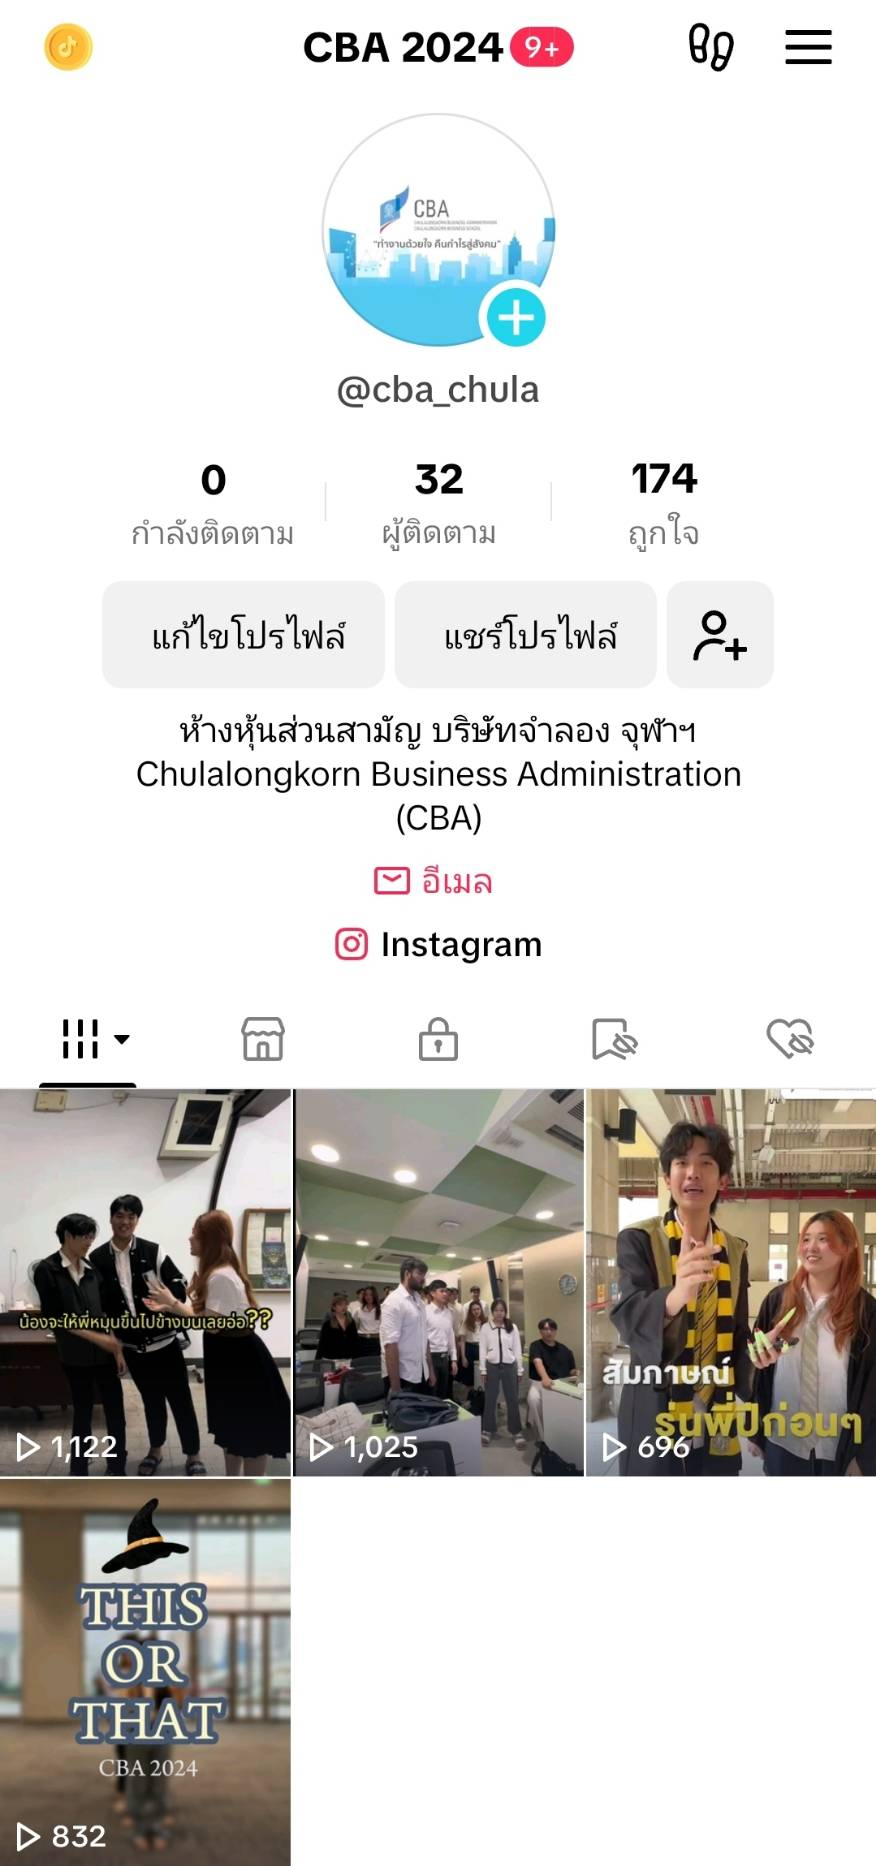 CBA 2024 9+
CBA
CHULALONGKORN BUSINESS ADMINISTRATION
CHULALONGKORN BUSINESS SCHOOL
"ทำงานด้วยใจ คืนกำไรสู่สังคม"
@cba_chula
0 32 174
กำลังติดตาม ผู้ติดตาม ถูกใจ
แก้ไขโปรไฟล์ แชร์โปรไฟล์
ห้างหุ้นส่วนสามัญ บริษัทจำลอง จุฬาฯ
Chulalongkorn Business Administration
(CBA)
อีเมล
Instagram
น้องจะให้พี่หมุนขึ้นไปข้างบนเลยอ่อ??
สัมภาษณ์
รุ่นพี่ปีก่อนๆ
1,122 1,025 696
THIS
OR
THAT
CBA 2024
832